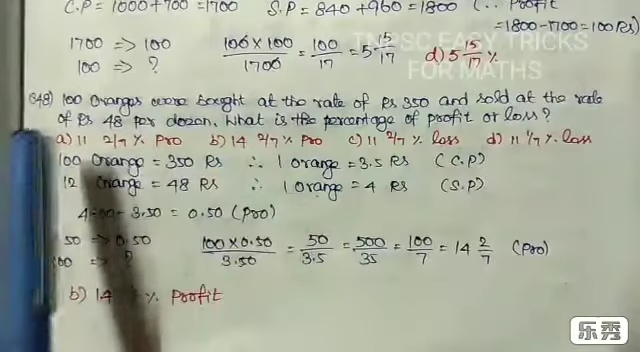 C.P = 1000+700 = 1700 S.P = 840+960 = 1800 (∴ Profit
= 1800-1700 = 100 Rs)
1700 => 100
100 => ?
100 x 100 / 1700 = 100/17 = 5 15/17 d) 5 15/17 %
TNPSC EASY TRICKS
FOR MATHS
48) 100 Oranges were bought at the rate of Rs 350 and sold at the rate
of Rs 48 per dozen. What is the percentage of profit or loss?
a) 11 2/7 % Pro b) 14 2/7 % Pro c) 11 2/7 % loss d) 11 1/7 % loss
100 Orange = 350 Rs ∴ 1 orange = 3.5 Rs (C.P)
12 Orange = 48 Rs ∴ 1 Orange = 4 Rs (S.P)
- 3.50 = 0.50 (Pro)
50 => 0.50
=> ?
100 x 0.50 / 3.50 = 50/3.5 = 500/35 = 100/7 = 14 2/7 (Pro)
b) 14 % Profit
乐秀